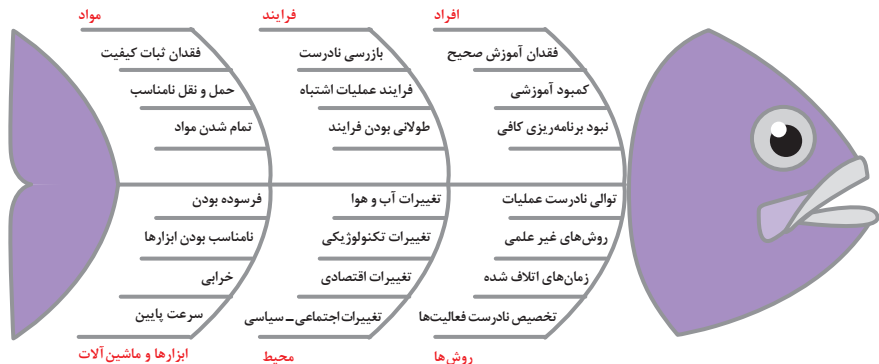 افراد
فقدان آموزش صحیح
کمبود آموزشی
نبود برنامه‌ریزی کافی
فرایند
بازرسی نادرست
فرایند عملیات اشتباه
طولانی بودن فرایند
مواد
فقدان ثبات کیفیت
حمل و نقل نامناسب
تمام شدن مواد
توالی نادرست عملیات
روش‌های غیر علمی
زمان‌های اتلاف شده
تخصیص نادرست فعالیت‌ها
روش‌ها
تغییرات آب و هوا
تغییرات تکنولوژیکی
تغییرات اقتصادی
تغییرات اجتماعی ـ سیاسی
محیط
فرسوده بودن
نامناسب بودن ابزارها
خرابی
سرعت پایین
ابزارها و ماشین‌آلات